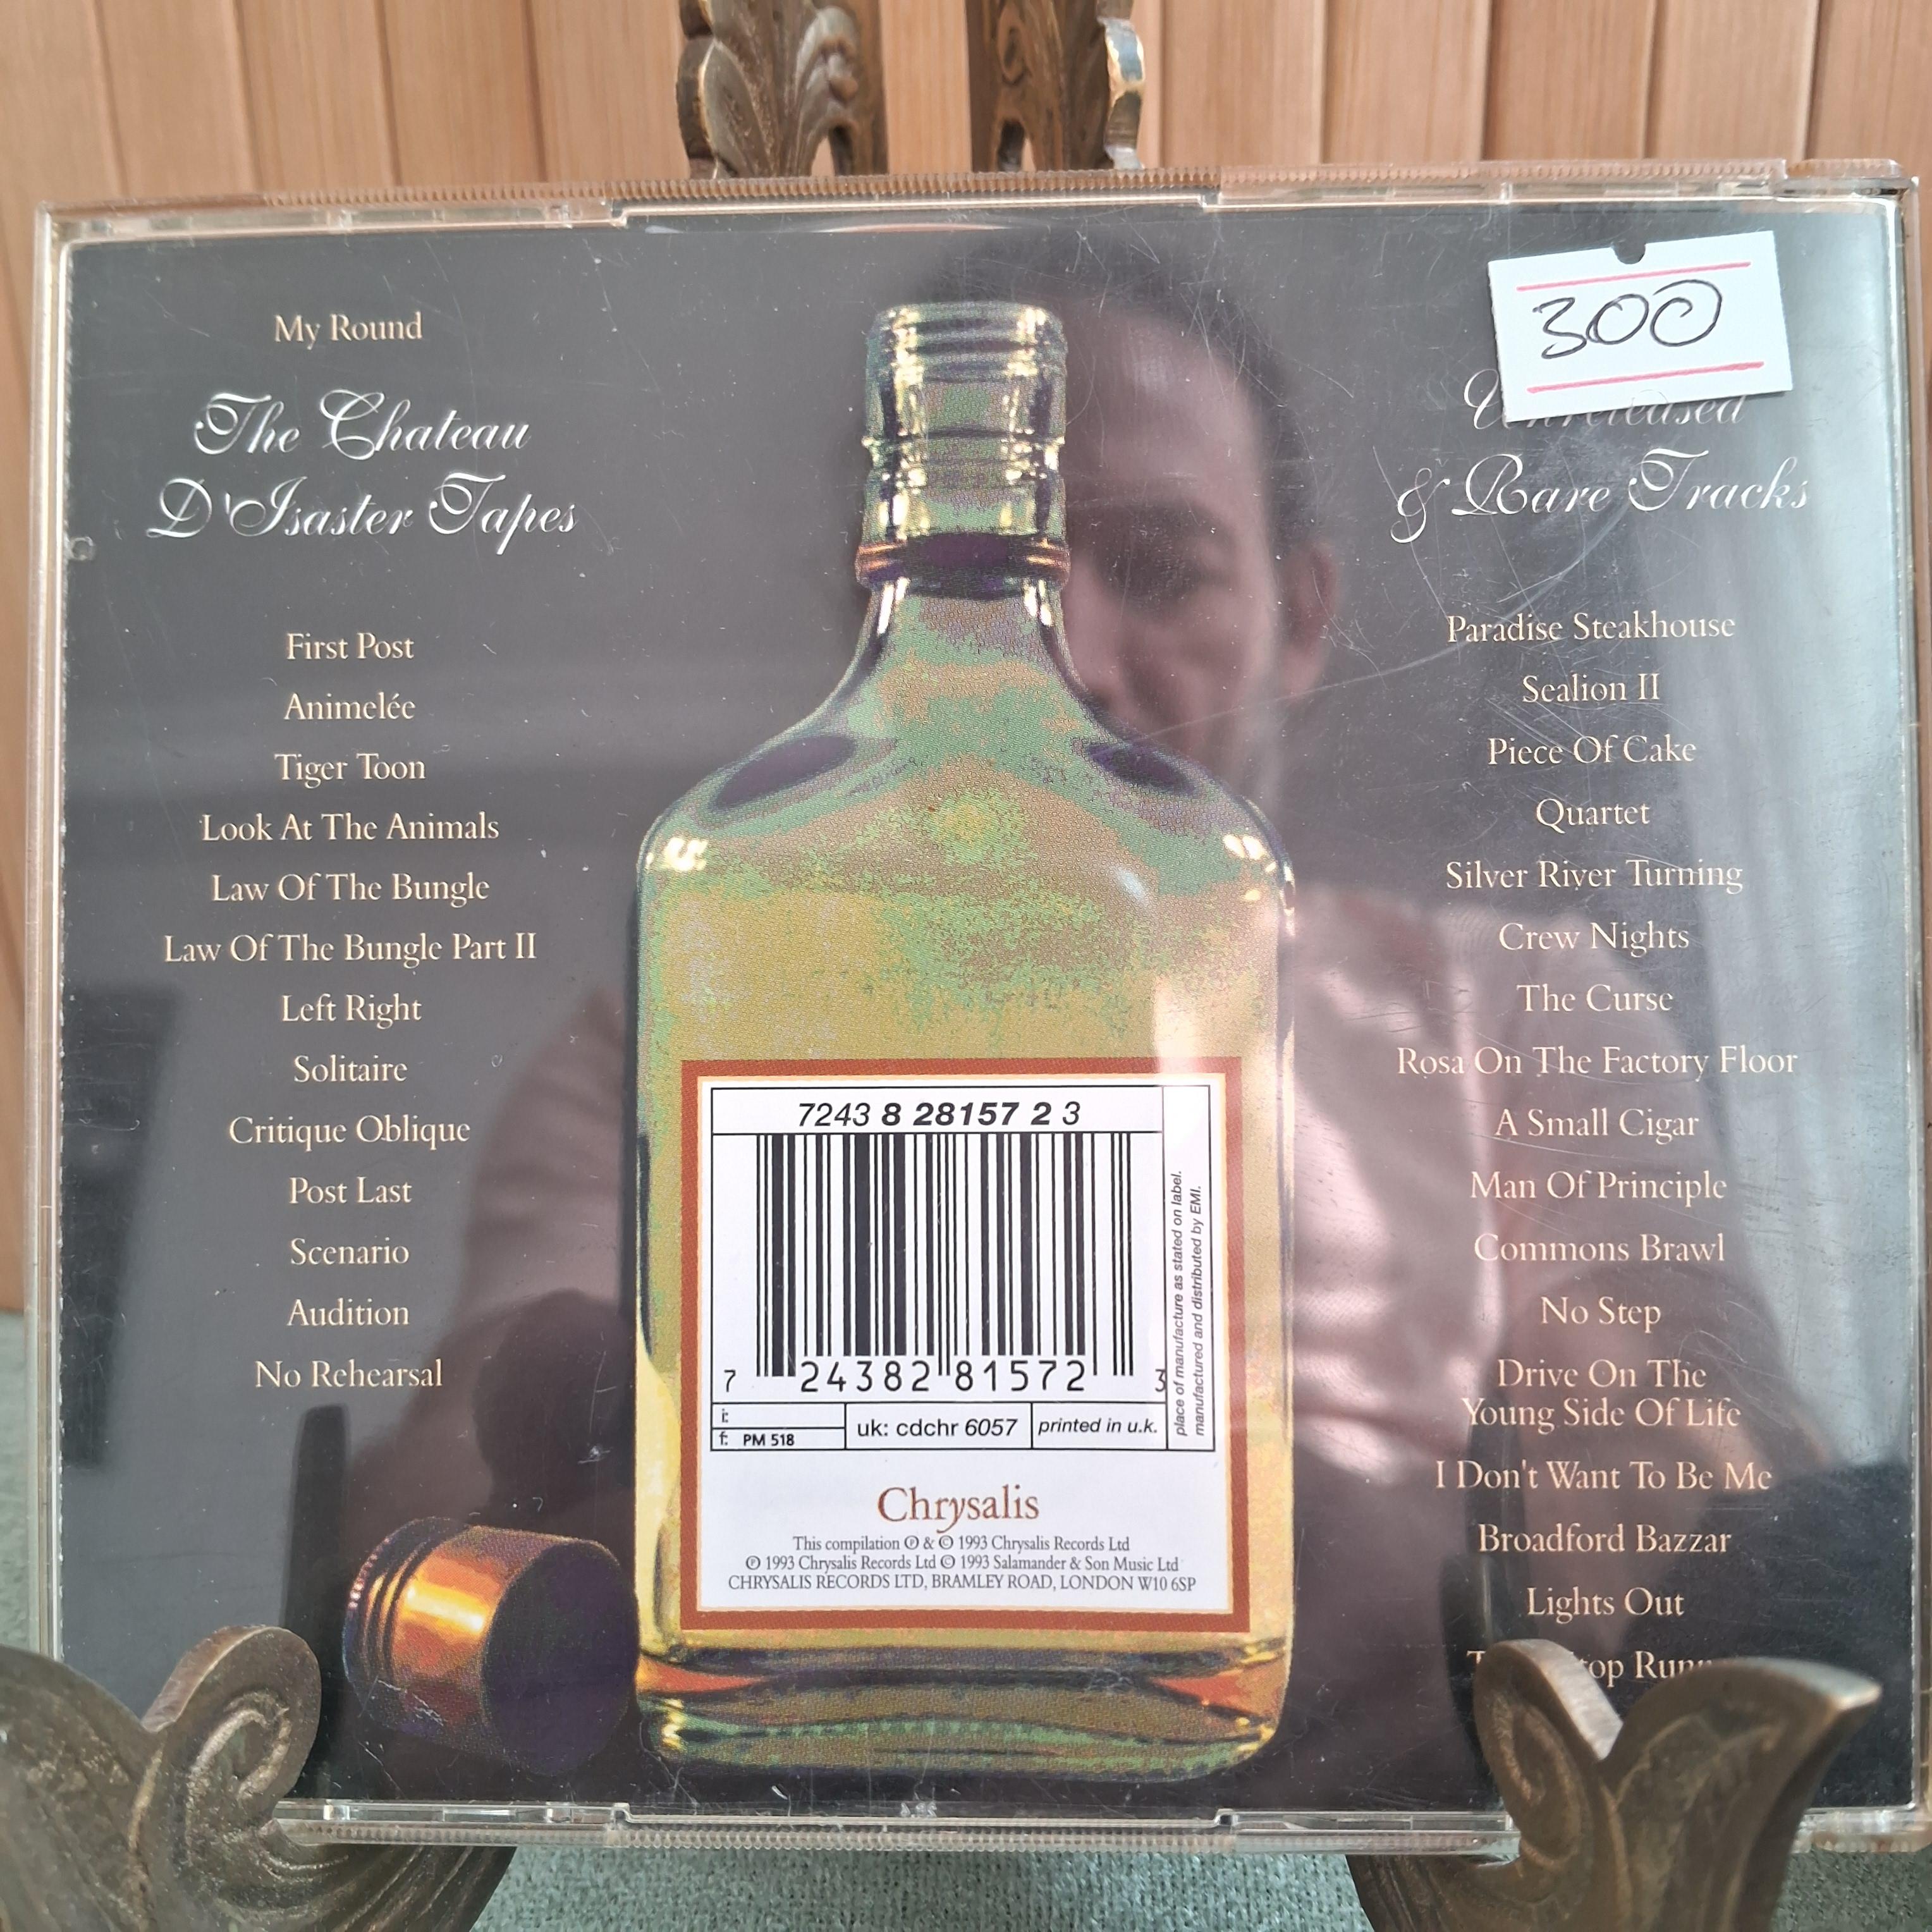 My Round
The Chateau
D'Isaster Tapes
First Post
Animelée
Tiger Toon
Look At The Animals
Law Of The Bungle
Law Of The Bungle Part II
Left Right
Solitaire
Critique Oblique
Post Last
Scenario
Audition
No Rehearsal
7243 8 28157 2 3
7 24382 81572 3
i:
f: PM 518
uk: cdchr 6057
printed in u.k.
place of manufacture as stated on label.
manufactured and distributed by EMI.
Chrysalis
This compilation ℗ & © 1993 Chrysalis Records Ltd
℗ 1993 Chrysalis Records Ltd © 1993 Salamander & Son Music Ltd
CHRYSALIS RECORDS LTD, BRAMLEY ROAD, LONDON W10 6SP
300
Unreleased
& Rare Tracks
Paradise Steakhouse
Sealion II
Piece Of Cake
Quartet
Silver River Turning
Crew Nights
The Curse
Rosa On The Factory Floor
A Small Cigar
Man Of Principle
Commons Brawl
No Step
Drive On The
Young Side Of Life
I Don't Want To Be Me
Broadford Bazzar
Lights Out